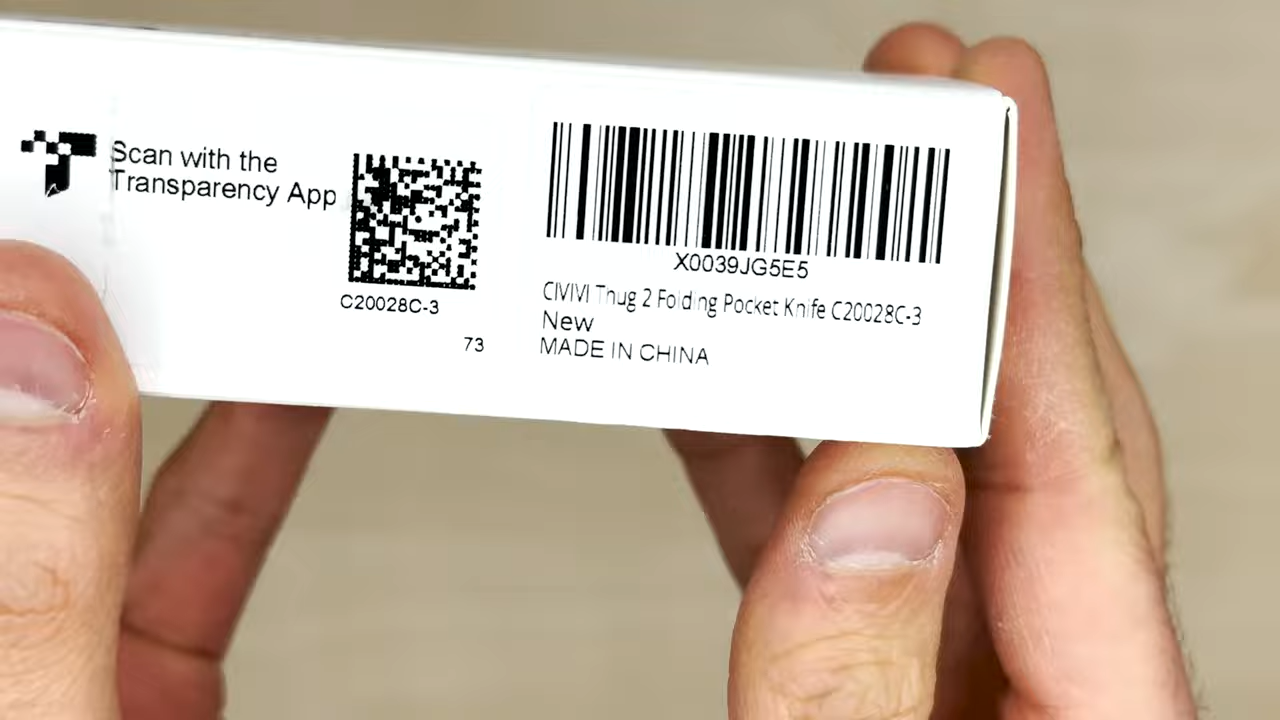 Scan with the
Transparency App
C20028C-3
73
X0039JG5E5
CIVIVI Thug 2 Folding Pocket Knife C20028C-3
New
MADE IN CHINA